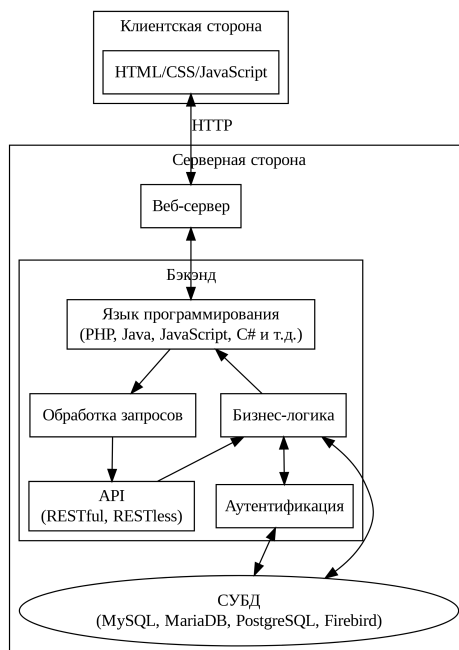 Клиентская сторона
HTML/CSS/JavaScript
HTTP
Серверная сторона
Веб-сервер
Бэкэнд
Язык программирования
(PHP, Java, JavaScript, C# и т.д.)
Обработка запросов
Бизнес-логика
API
(RESTful, RESTless)
Аутентификация
СУБД
(MySQL, MariaDB, PostgreSQL, Firebird)